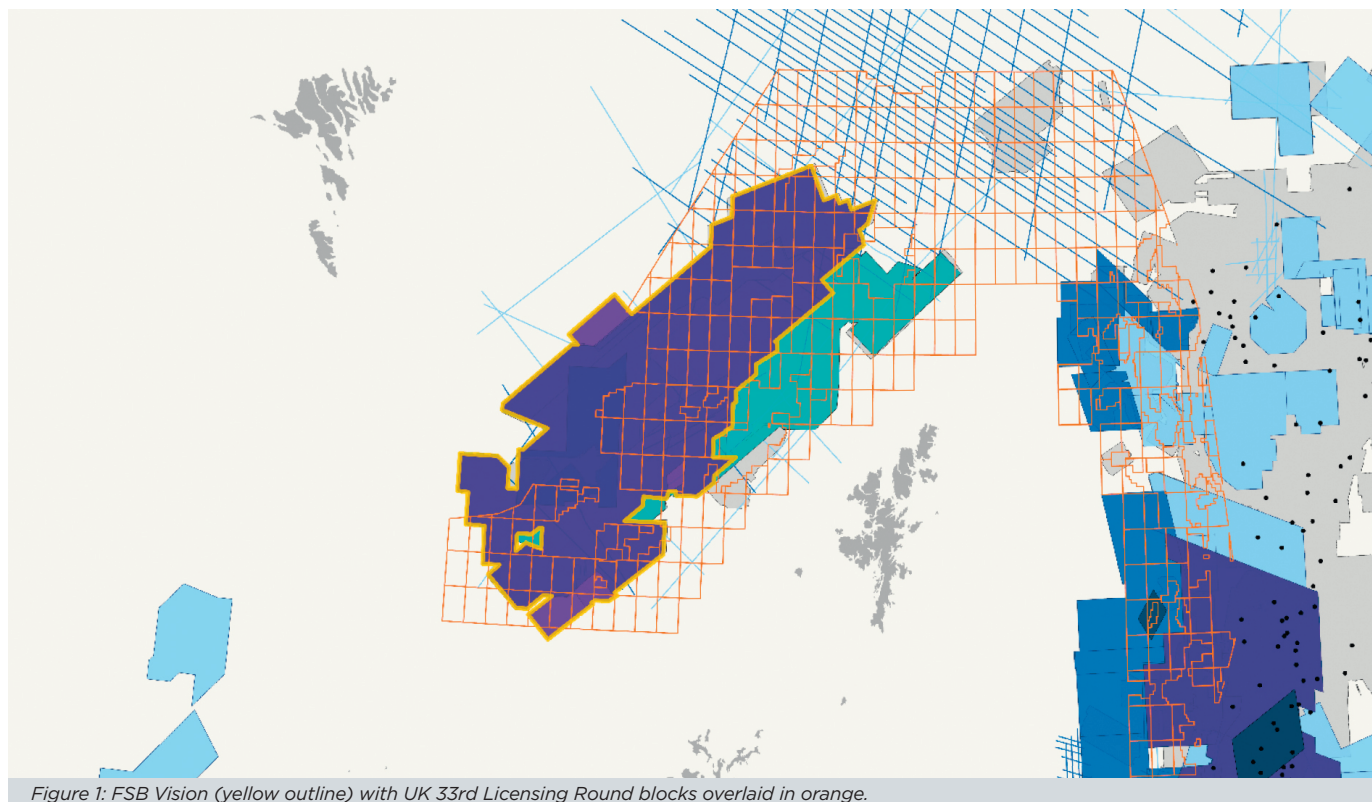 Figure 1: FSB Vision (yellow outline) with UK 33rd Licensing Round blocks overlaid in orange.